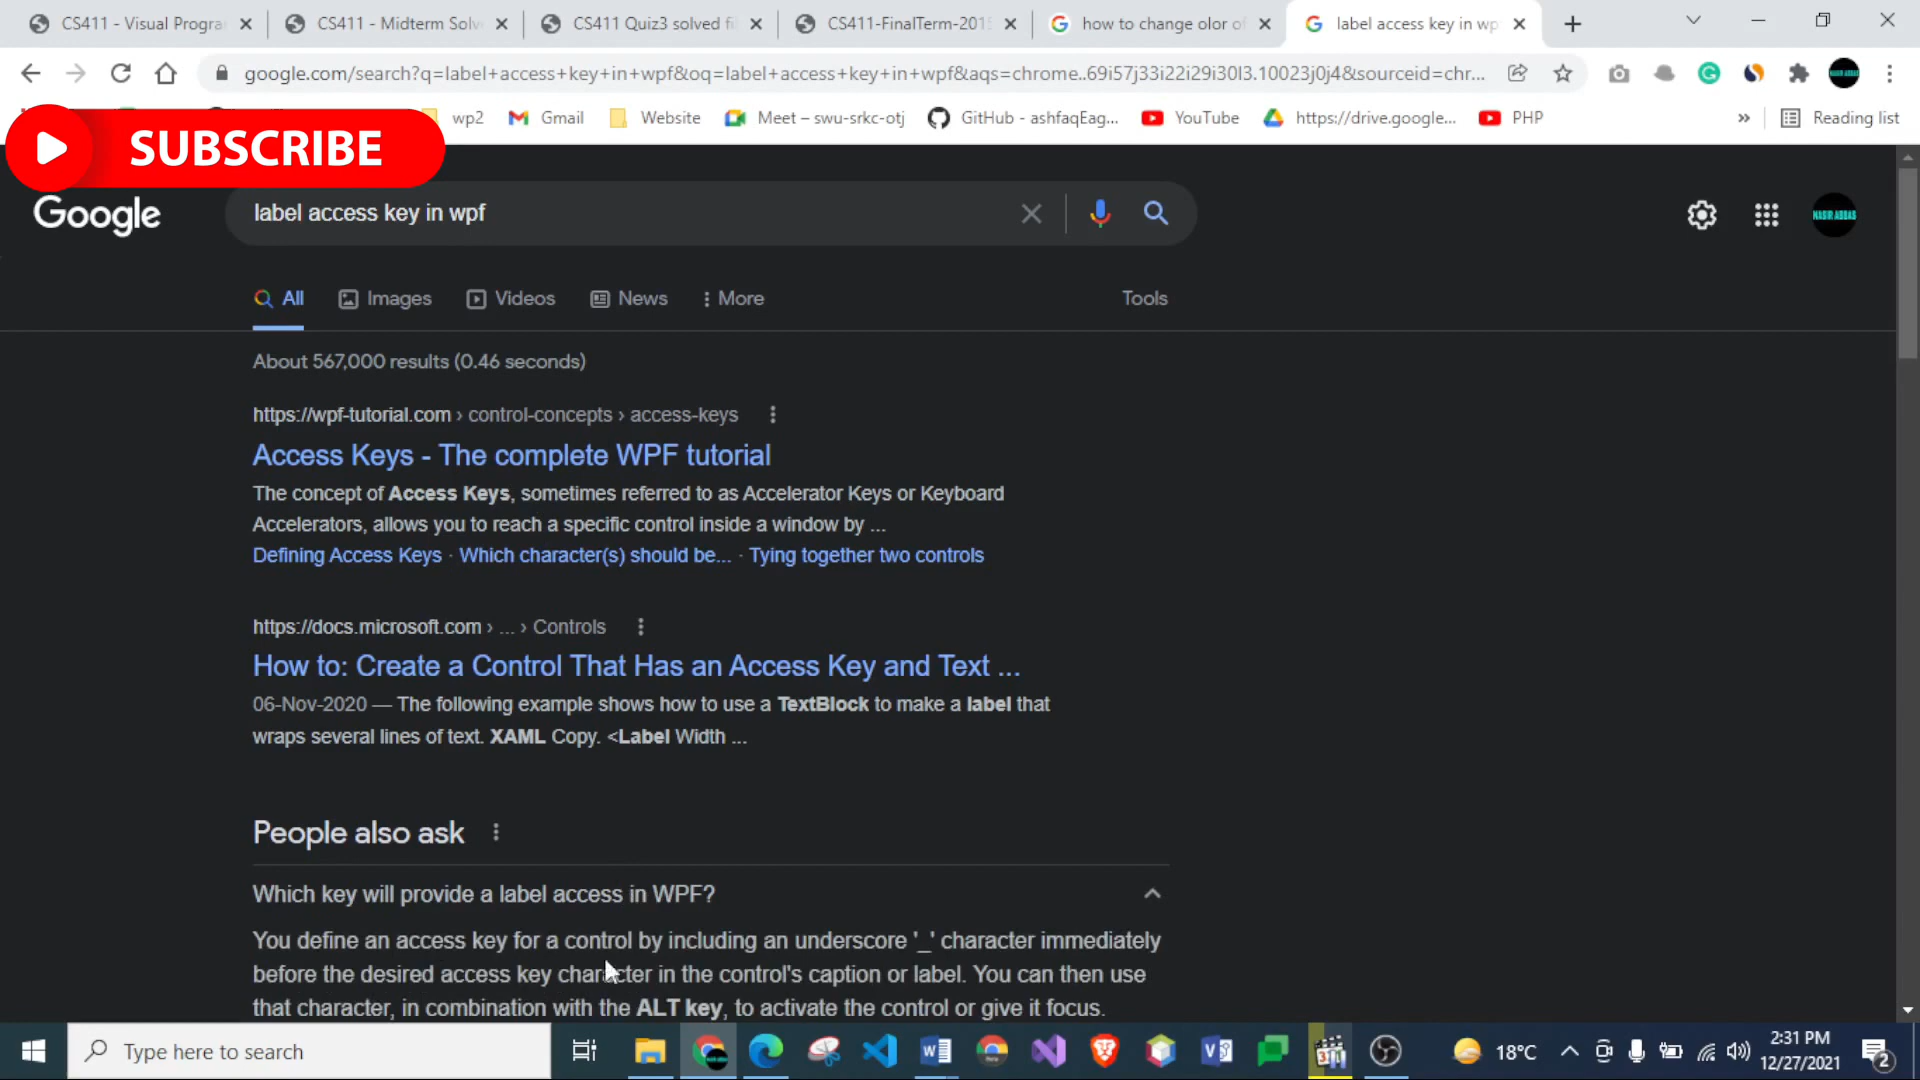 CS411 - Visual Progra
CS411 - Midterm Solv
CS411 Quiz3 solved fi
CS411-FinalTerm-201
how to change olor o
label access key in wp
google.com/search?q=label+access+key+in+wpf&oq=label+access+key+in+wpf&aqs=chrome..69i57j33i22i29i30l3.10023j0j4&sourceid=chr...
wp2
Gmail
Website
Meet – swu-srkc-otj
GitHub - ashfaqEag...
YouTube
https://drive.google...
PHP
»
Reading list
SUBSCRIBE
Google
label access key in wpf
NASIR ABBAS
All
Images
Videos
News
More
Tools
About 567,000 results (0.46 seconds)
https://wpf-tutorial.com › control-concepts › access-keys
Access Keys - The complete WPF tutorial
The concept of Access Keys, sometimes referred to as Accelerator Keys or Keyboard
Accelerators, allows you to reach a specific control inside a window by ...
Defining Access Keys · Which character(s) should be... · Tying together two controls
https://docs.microsoft.com › ... › Controls
How to: Create a Control That Has an Access Key and Text ...
06-Nov-2020 — The following example shows how to use a TextBlock to make a label that
wraps several lines of text. XAML Copy. <Label Width ...
People also ask
Which key will provide a label access in WPF?
You define an access key for a control by including an underscore '_' character immediately
before the desired access key character in the control's caption or label. You can then use
that character, in combination with the ALT key, to activate the control or give it focus.
Type here to search
18°C
2:31 PM
12/27/2021
2